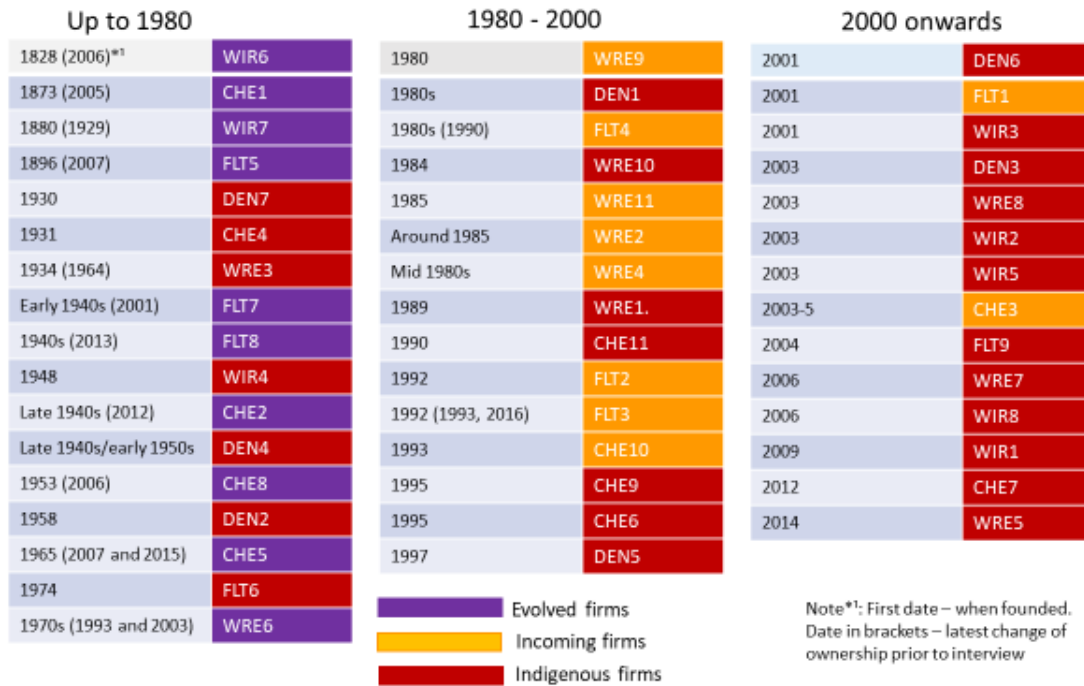 Up to 1980
1828 (2006)*¹ WIR6
1873 (2005) CHE1
1880 (1929) WIR7
1896 (2007) FLT5
1930 DEN7
1931 CHE4
1934 (1964) WRE3
Early 1940s (2001) FLT7
1940s (2013) FLT8
1948 WIR4
Late 1940s (2012) CHE2
Late 1940s/early 1950s DEN4
1953 (2006) CHE8
1958 DEN2
1965 (2007 and 2015) CHE5
1974 FLT6
1970s (1993 and 2003) WRE6
1980 - 2000
1980 WRE9
1980s DEN1
1980s (1990) FLT4
1984 WRE10
1985 WRE11
Around 1985 WRE2
Mid 1980s WRE4
1989 WRE1.
1990 CHE11
1992 FLT2
1992 (1993, 2016) FLT3
1993 CHE10
1995 CHE9
1995 CHE6
1997 DEN5
2000 onwards
2001 DEN6
2001 FLT1
2001 WIR3
2003 DEN3
2003 WRE8
2003 WIR2
2003 WIR5
2003-5 CHE3
2004 FLT9
2006 WRE7
2006 WIR8
2009 WIR1
2012 CHE7
2014 WRE5
Evolved firms
Incoming firms
Indigenous firms
Note*¹: First date – when founded.
Date in brackets – latest change of
ownership prior to interview